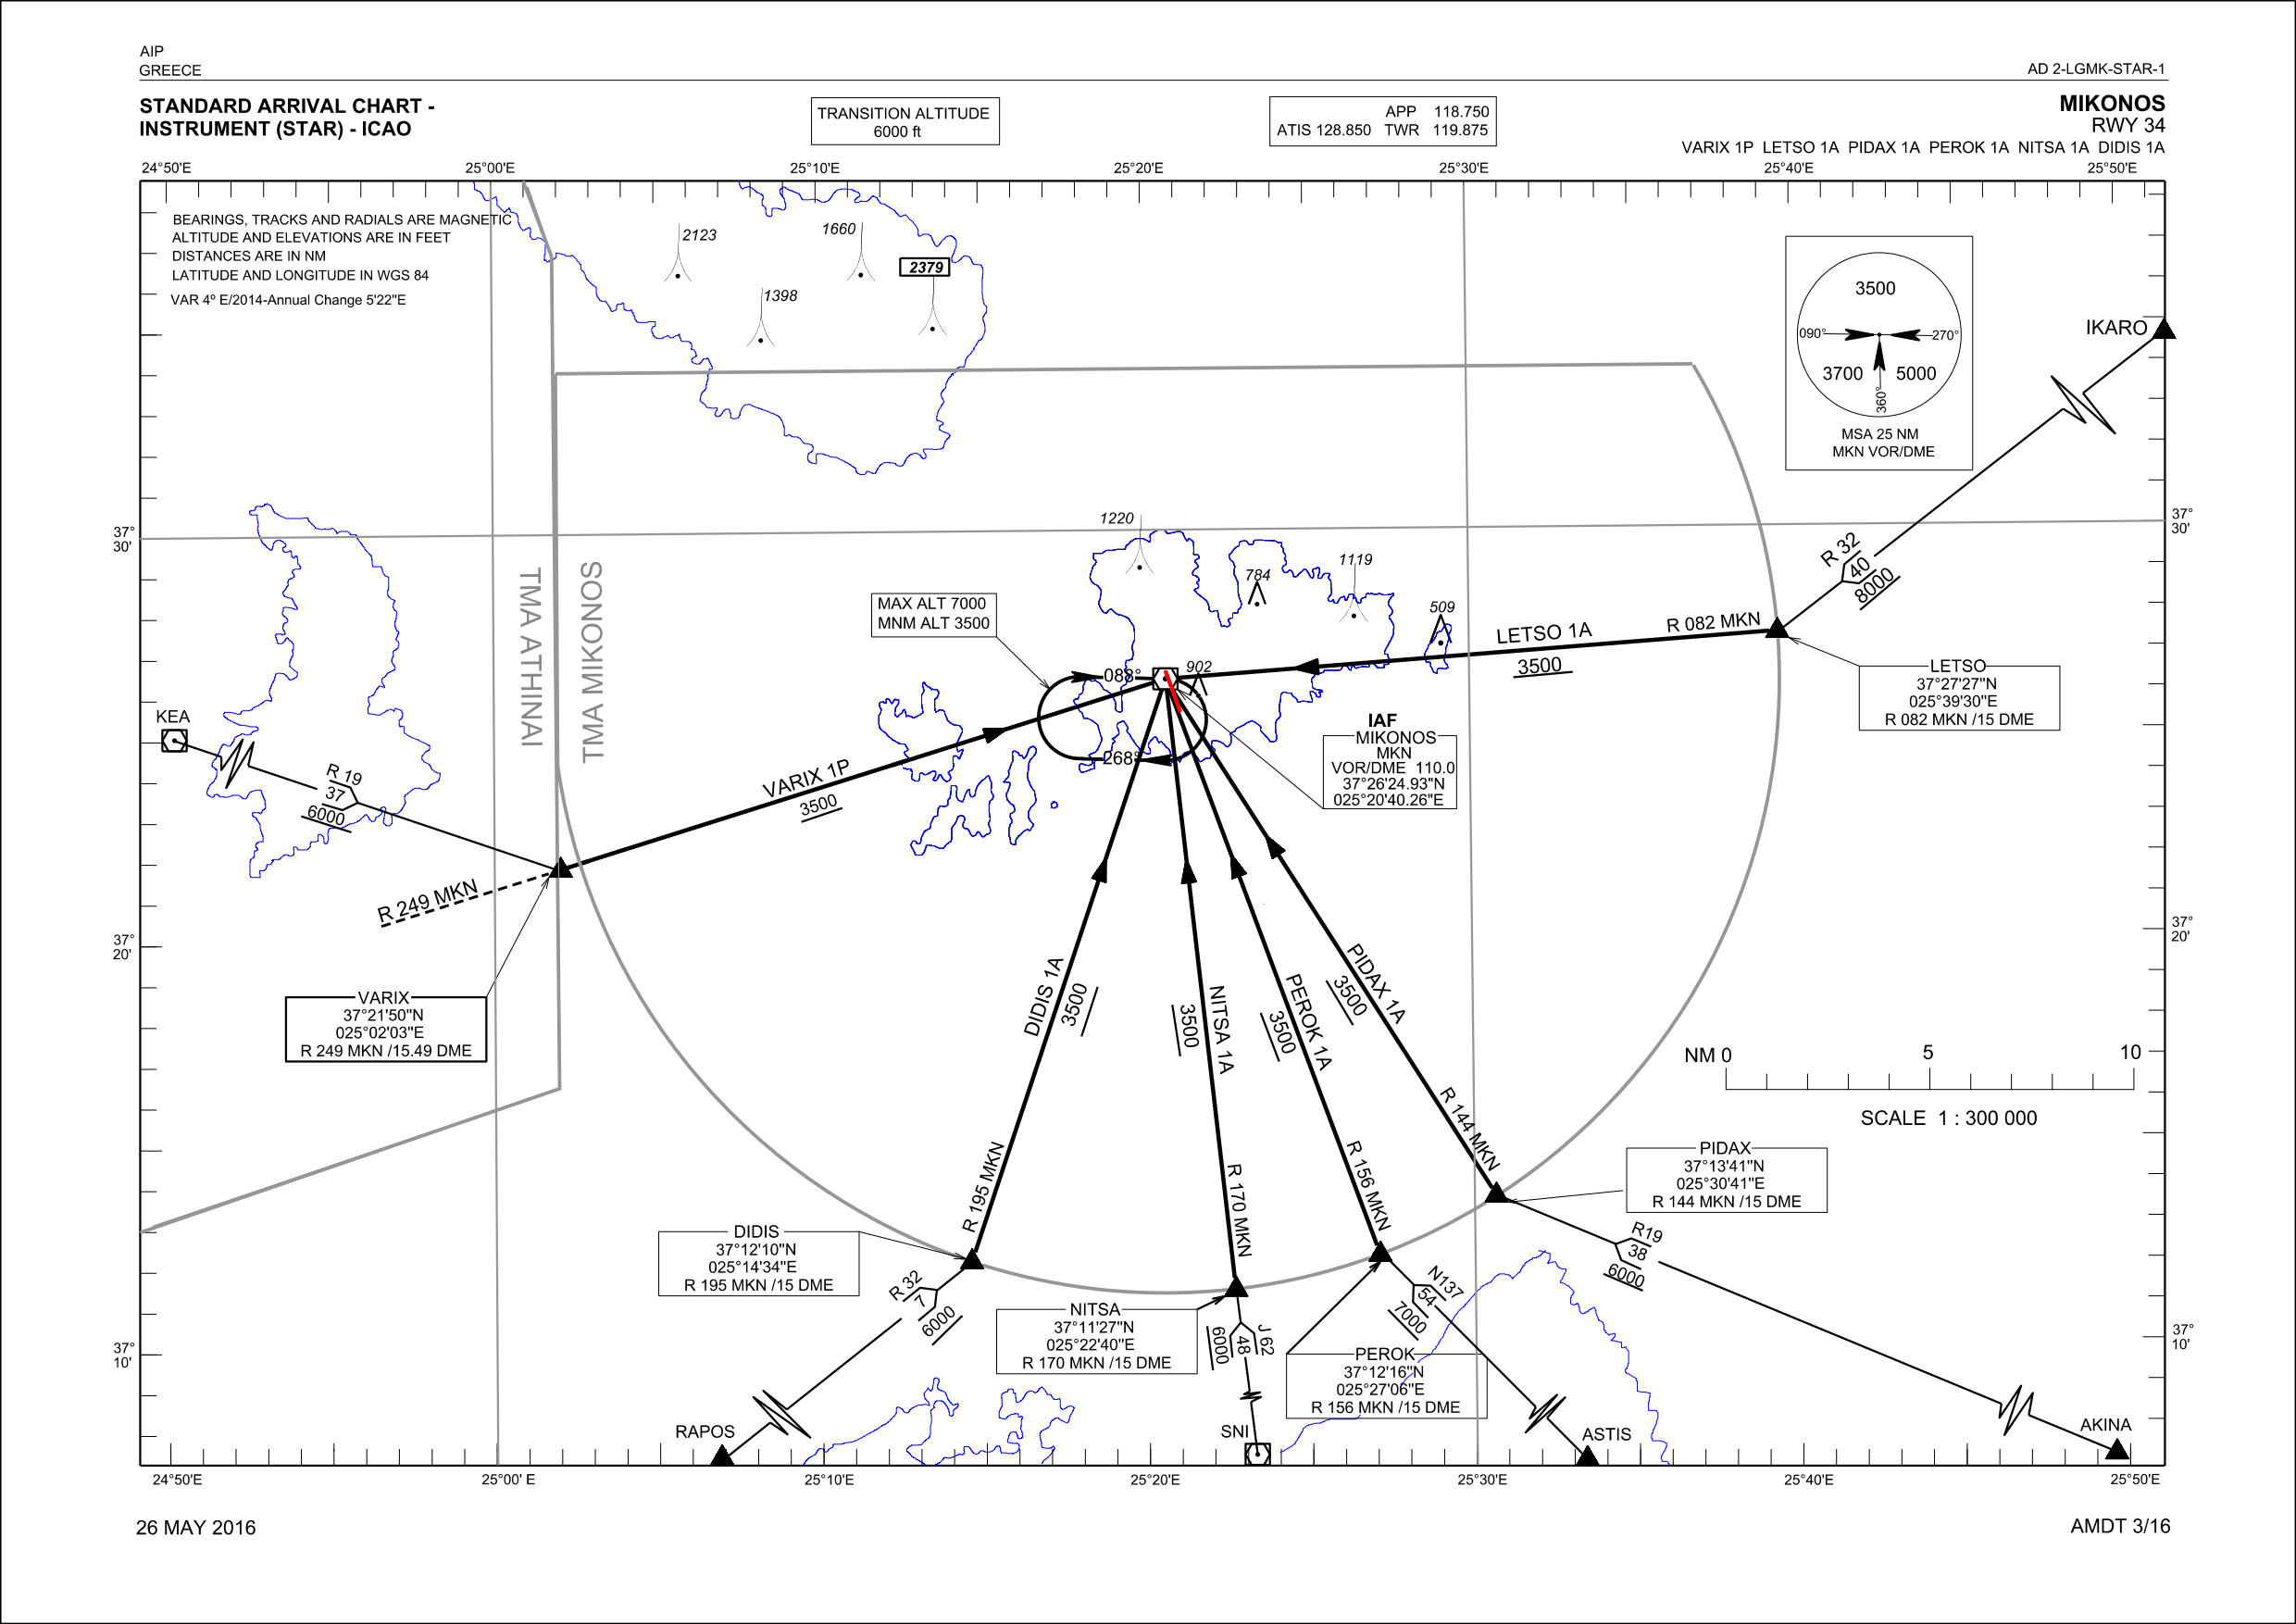 AIP
GREECE
AD 2-LGMK-STAR-1
STANDARD ARRIVAL CHART -
INSTRUMENT (STAR) - ICAO
TRANSITION ALTITUDE
6000 ft
APP 118.750
ATIS 128.850 TWR 119.875
MIKONOS
RWY 34
VARIX 1P LETSO 1A PIDAX 1A PEROK 1A NITSA 1A DIDIS 1A
24°50'E
25°00'E
25°10'E
25°20'E
25°30'E
25°40'E
25°50'E
BEARINGS, TRACKS AND RADIALS ARE MAGNETIC
ALTITUDE AND ELEVATIONS ARE IN FEET
DISTANCES ARE IN NM
LATITUDE AND LONGITUDE IN WGS 84
VAR 4º E/2014-Annual Change 5'22"E
2123
1660
2379
1398
3500
090°
270°
3700
5000
360°
MSA 25 NM
MKN VOR/DME
IKARO
37°
30'
37°
30'
1220
784
1119
509
902
R 32
40
8000
TMA ATHINAI
TMA MIKONOS
MAX ALT 7000
MNM ALT 3500
088°
268°
LETSO 1A
3500
R 082 MKN
LETSO
37°27'27"N
025°39'30"E
R 082 MKN /15 DME
IAF
MIKONOS
MKN
VOR/DME 110.0
37°26'24.93"N
025°20'40.26"E
KEA
R 19
37
6000
VARIX 1P
3500
R 249 MKN
37°
20'
37°
20'
VARIX
37°21'50"N
025°02'03"E
R 249 MKN /15.49 DME
DIDIS 1A
3500
NITSA 1A
3500
PEROK 1A
3500
PIDAX 1A
3500
NM 0
5
10
SCALE 1 : 300 000
R 195 MKN
R 170 MKN
R 156 MKN
R 144 MKN
PIDAX
37°13'41"N
025°30'41"E
R 144 MKN /15 DME
DIDIS
37°12'10"N
025°14'34"E
R 195 MKN /15 DME
R 32
7
6000
NITSA
37°11'27"N
025°22'40"E
R 170 MKN /15 DME
J 62
48
6000
N137
54
7000
R19
38
6000
PEROK
37°12'16"N
025°27'06"E
R 156 MKN /15 DME
37°
10'
37°
10'
RAPOS
SNI
ASTIS
AKINA
24°50'E
25°00' E
25°10'E
25°20'E
25°30'E
25°40'E
25°50'E
26 MAY 2016
AMDT 3/16